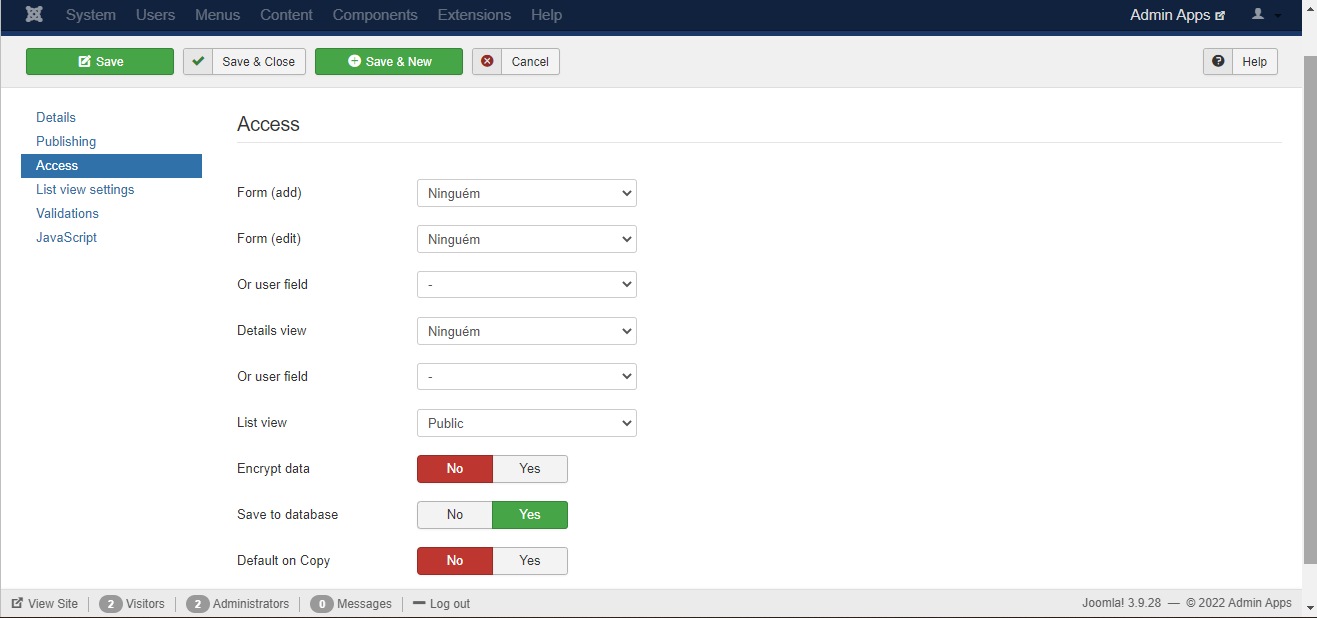 System Users Menus Content Components Extensions Help Admin Apps
Save Save & Close Save & New Cancel Help
Details
Publishing
Access
List view settings
Validations
JavaScript
Access
Form (add) Ninguém
Form (edit) Ninguém
Or user field -
Details view Ninguém
Or user field -
List view Public
Encrypt data No Yes
Save to database No Yes
Default on Copy No Yes
View Site 2 Visitors 2 Administrators 0 Messages Log out Joomla! 3.9.28 — © 2022 Admin Apps